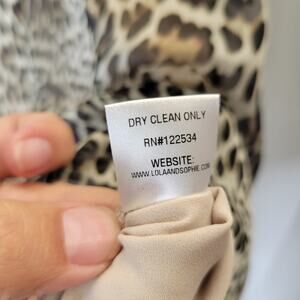 DRY CLEAN ONLY
RN#122534
WEBSITE:
WWW.LOLAANDSOPHIE.COM